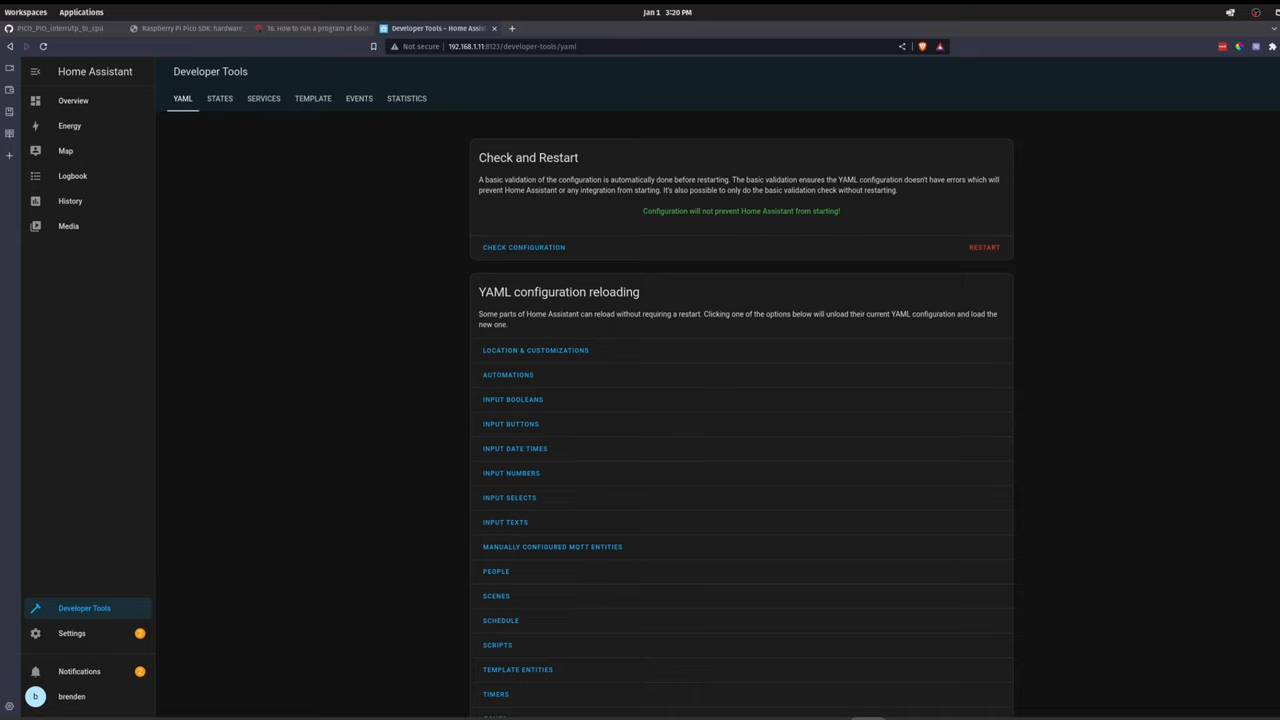 Workspaces
Applications
Jan 1 3:20 PM
PICO_PIO_interrutp_to_cpu
Raspberry Pi Pico SDK: hardware_
16. How to run a program at boot
Developer Tools – Home Assist
Not secure
192.168.1.11:8123/developer-tools/yaml
Home Assistant
Developer Tools
YAML
STATES
SERVICES
TEMPLATE
EVENTS
STATISTICS
Overview
Energy
Map
Logbook
History
Media
Check and Restart
A basic validation of the configuration is automatically done before restarting. The basic validation ensures the YAML configuration doesn't have errors which will
prevent Home Assistant or any integration from starting. It's also possible to only do the basic validation check without restarting.
Configuration will not prevent Home Assistant from starting!
CHECK CONFIGURATION
RESTART
YAML configuration reloading
Some parts of Home Assistant can reload without requiring a restart. Clicking one of the options below will unload their current YAML configuration and load the
new one.
LOCATION & CUSTOMIZATIONS
AUTOMATIONS
INPUT BOOLEANS
INPUT BUTTONS
INPUT DATE TIMES
INPUT NUMBERS
INPUT SELECTS
INPUT TEXTS
MANUALLY CONFIGURED MQTT ENTITIES
PEOPLE
SCENES
SCHEDULE
SCRIPTS
TEMPLATE ENTITIES
TIMERS
Developer Tools
Settings
2
Notifications
2
b
brenden